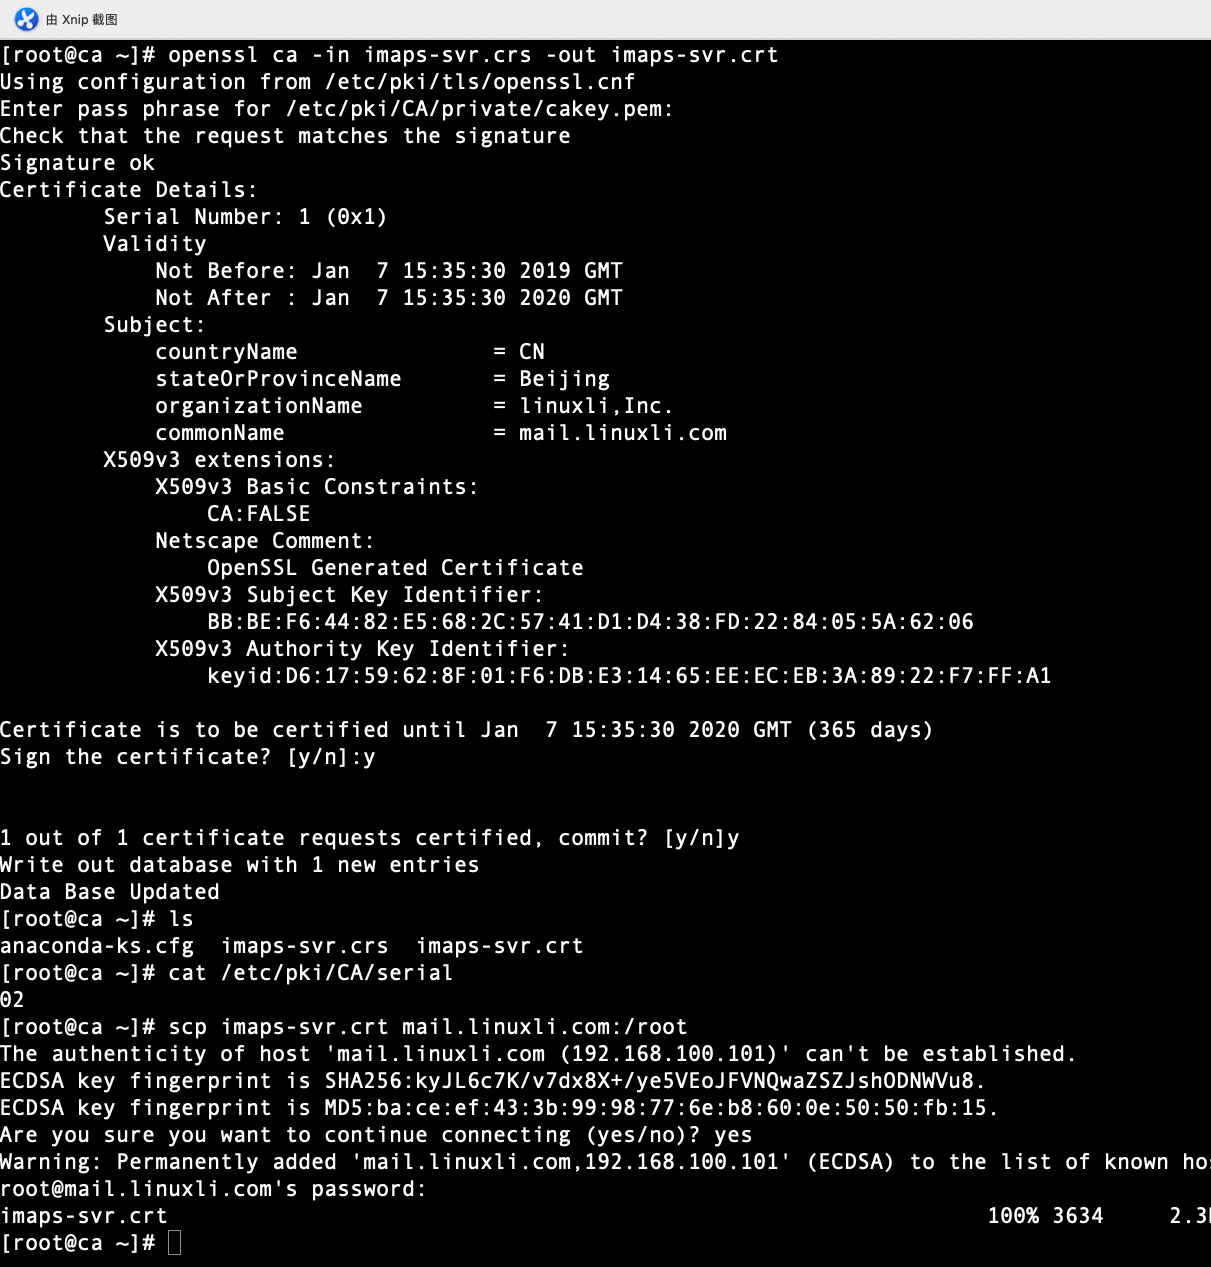 由 Xnip 截图
[root@ca ~]# openssl ca -in imaps-svr.crs -out imaps-svr.crt
Using configuration from /etc/pki/tls/openssl.cnf
Enter pass phrase for /etc/pki/CA/private/cakey.pem:
Check that the request matches the signature
Signature ok
Certificate Details:
        Serial Number: 1 (0x1)
        Validity
            Not Before: Jan  7 15:35:30 2019 GMT
            Not After : Jan  7 15:35:30 2020 GMT
        Subject:
            countryName               = CN
            stateOrProvinceName       = Beijing
            organizationName          = linuxli,Inc.
            commonName                = mail.linuxli.com
        X509v3 extensions:
            X509v3 Basic Constraints:
                CA:FALSE
            Netscape Comment:
                OpenSSL Generated Certificate
            X509v3 Subject Key Identifier:
                BB:BE:F6:44:82:E5:68:2C:57:41:D1:D4:38:FD:22:84:05:5A:62:06
            X509v3 Authority Key Identifier:
                keyid:D6:17:59:62:8F:01:F6:DB:E3:14:65:EE:EC:EB:3A:89:22:F7:FF:A1
Certificate is to be certified until Jan  7 15:35:30 2020 GMT (365 days)
Sign the certificate? [y/n]:y
1 out of 1 certificate requests certified, commit? [y/n]y
Write out database with 1 new entries
Data Base Updated
[root@ca ~]# ls
anaconda-ks.cfg  imaps-svr.crs  imaps-svr.crt
[root@ca ~]# cat /etc/pki/CA/serial
02
[root@ca ~]# scp imaps-svr.crt mail.linuxli.com:/root
The authenticity of host 'mail.linuxli.com (192.168.100.101)' can't be established.
ECDSA key fingerprint is SHA256:kyJL6c7K/v7dx8X+/ye5VEoJFVNQwaZSZJshODNWVu8.
ECDSA key fingerprint is MD5:ba:ce:ef:43:3b:99:98:77:6e:b8:60:0e:50:50:fb:15.
Are you sure you want to continue connecting (yes/no)? yes
Warning: Permanently added 'mail.linuxli.com,192.168.100.101' (ECDSA) to the list of known
root@mail.linuxli.com's password:
imaps-svr.crt                                                               100% 3634     2.3
[root@ca ~]#